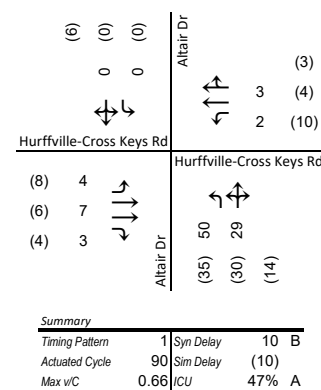 (6) (0) (0)
0 0
Altair Dr
(3)
3 (4)
2 (10)
Hurffville-Cross Keys Rd
Hurffville-Cross Keys Rd
(8) 4
(6) 7
(4) 3
Altair Dr
50 29
(35) (30) (14)
Summary
Timing Pattern 1 Syn Delay 10 B
Actuated Cycle 90 Sim Delay (10)
Max v/C 0.66 ICU 47% A